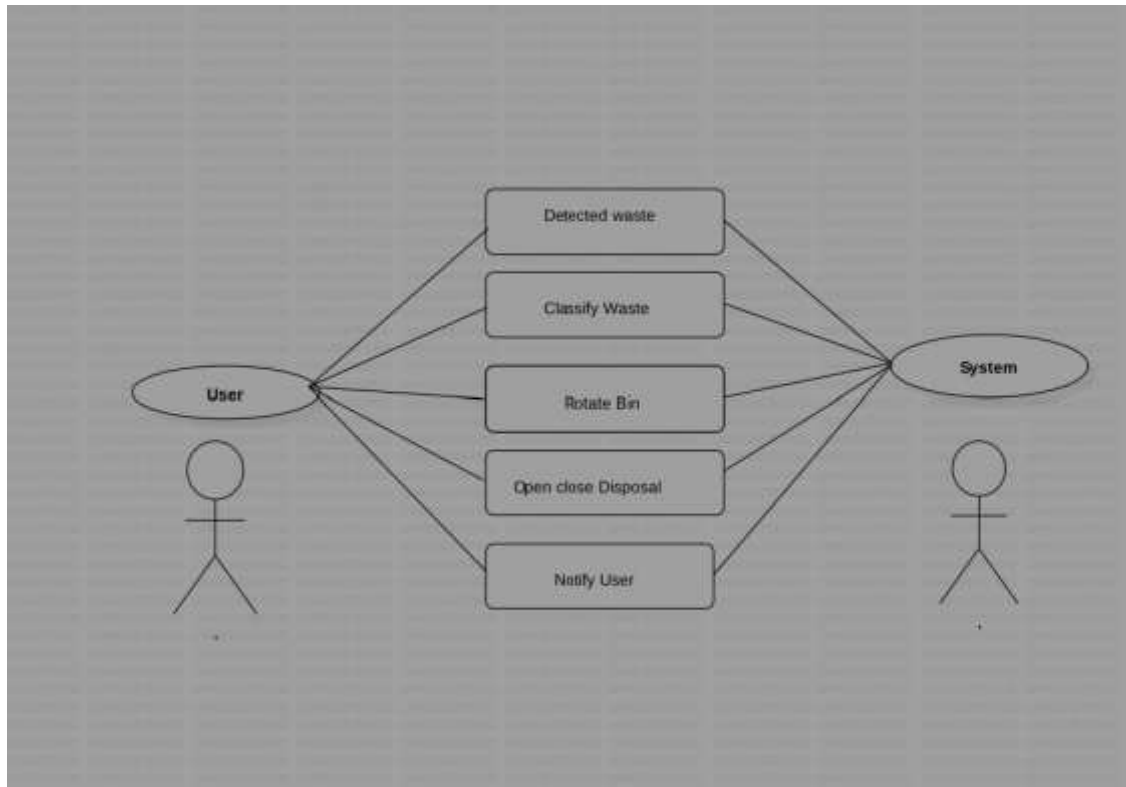 Detected waste
Classify Waste
System
User
Rotate Bin
Open close Disposal
Notify User